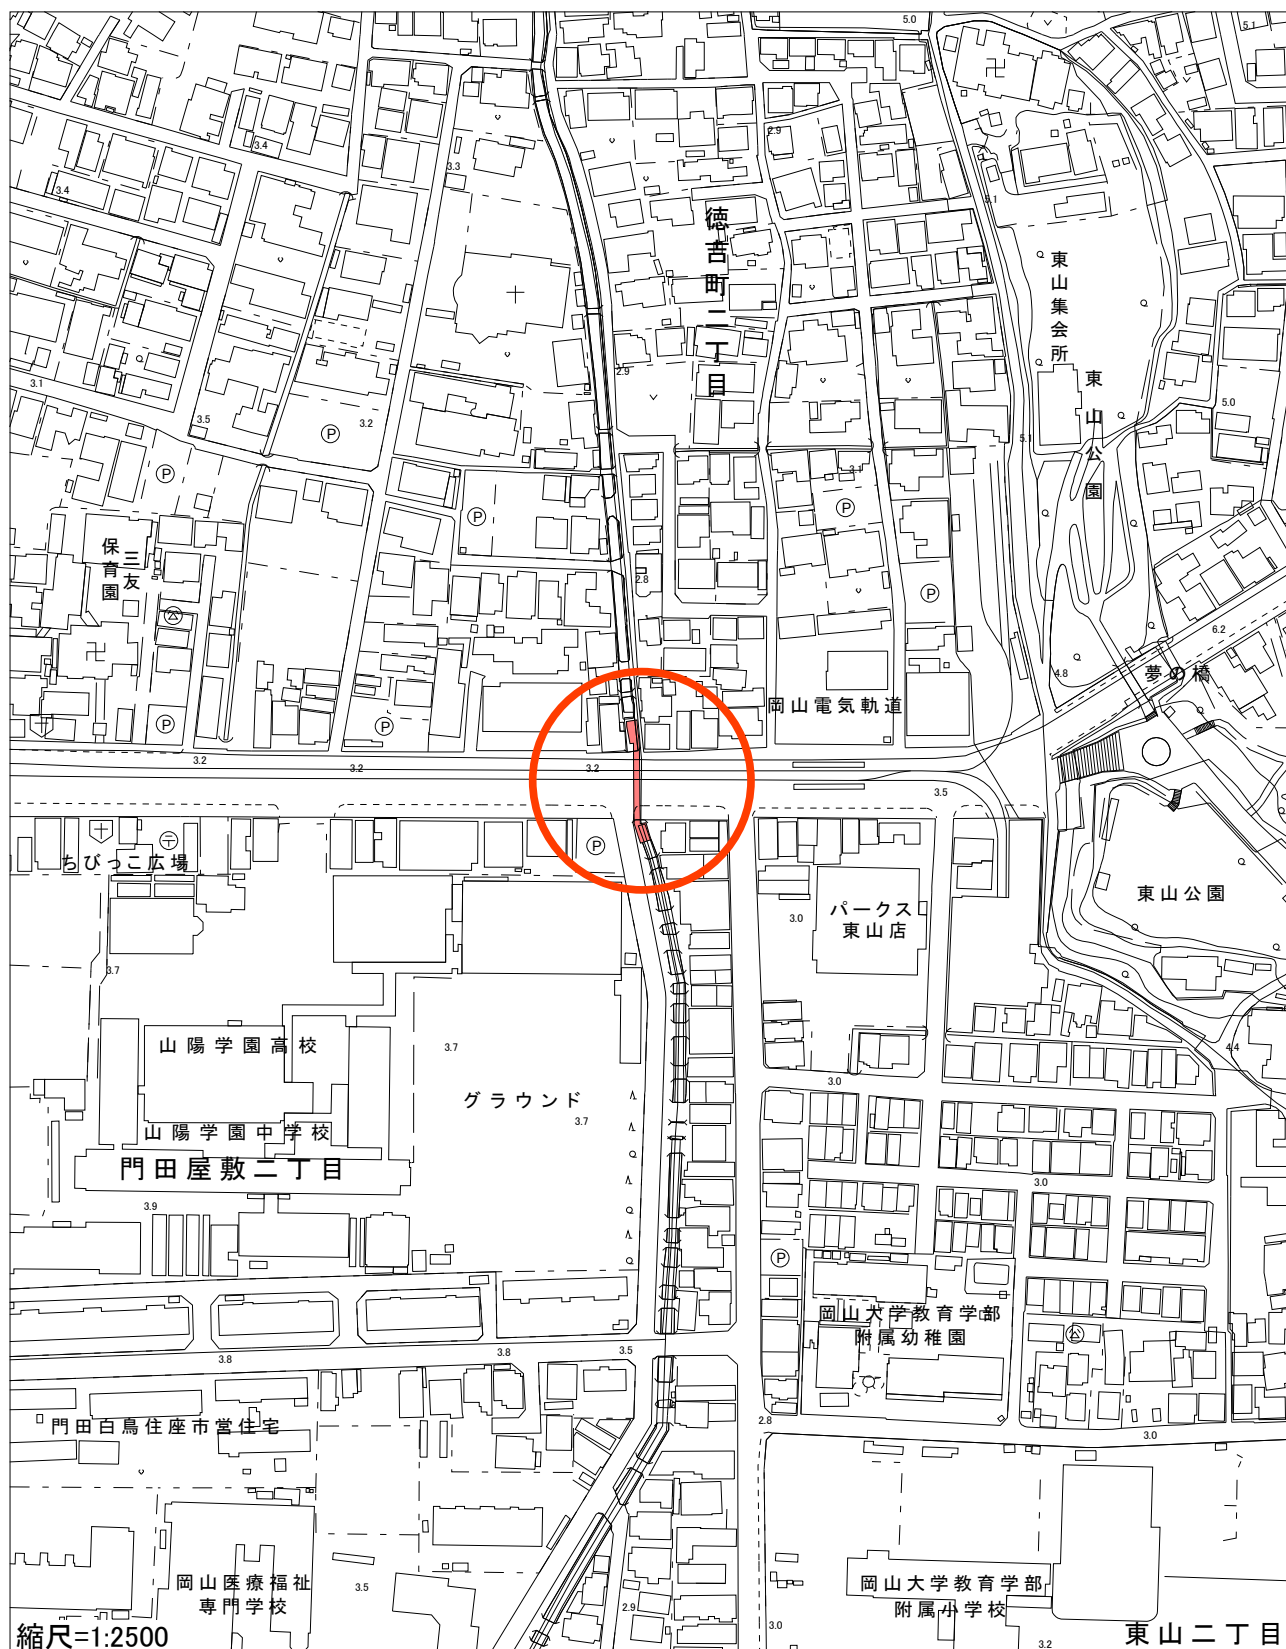 5.0
5.1
2.9
3.4
3.3
3.4
5.1
徳吉町二丁目
東山集会所
2.9
3.1
東山公園
5.0
3.5
3.2
P
5.1
3.1
P
P
P
保育園
三友
2.8
P
6.2
4.8
夢の橋
P
P
岡山電気軌道
3.2
3.2
3.2
3.5
P
ちびっこ広場
東山公園
パークス
東山店
3.0
3.7
山陽学園高校
3.7
4.4
3.0
グラウンド
3.7
山陽学園中学校
門田屋敷二丁目
3.0
3.9
P
岡山大学教育学部
附属幼稚園
3.8
3.8
3.5
門田白鳥住座市営住宅
2.8
3.0
岡山医療福祉
専門学校
3.5
岡山大学教育学部
附属小学校
2.9
3.0
縮尺=1:2500
3.2
東山二丁目